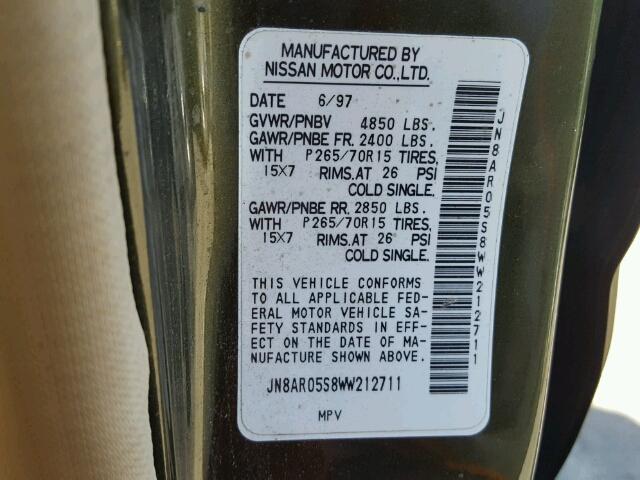 MANUFACTURED BY
NISSAN MOTOR CO.,LTD.
DATE 6/97
GVWR/PNBV 4850 LBS.
GAWR/PNBE FR. 2400 LBS.
WITH P265/70R15 TIRES,
15X7 RIMS.AT 26 PSI
COLD SINGLE.
GAWR/PNBE RR. 2850 LBS.
WITH P265/70R15 TIRES,
15X7 RIMS.AT 26 PSI
COLD SINGLE.
THIS VEHICLE CONFORMS
TO ALL APPLICABLE FED-
ERAL MOTOR VEHICLE SA-
FETY STANDARDS IN EFF-
ECT ON THE DATE OF MA-
NUFACTURE SHOWN ABOVE.
JN8AR05S8WW212711
MPV
JN8AR05S8WW212711